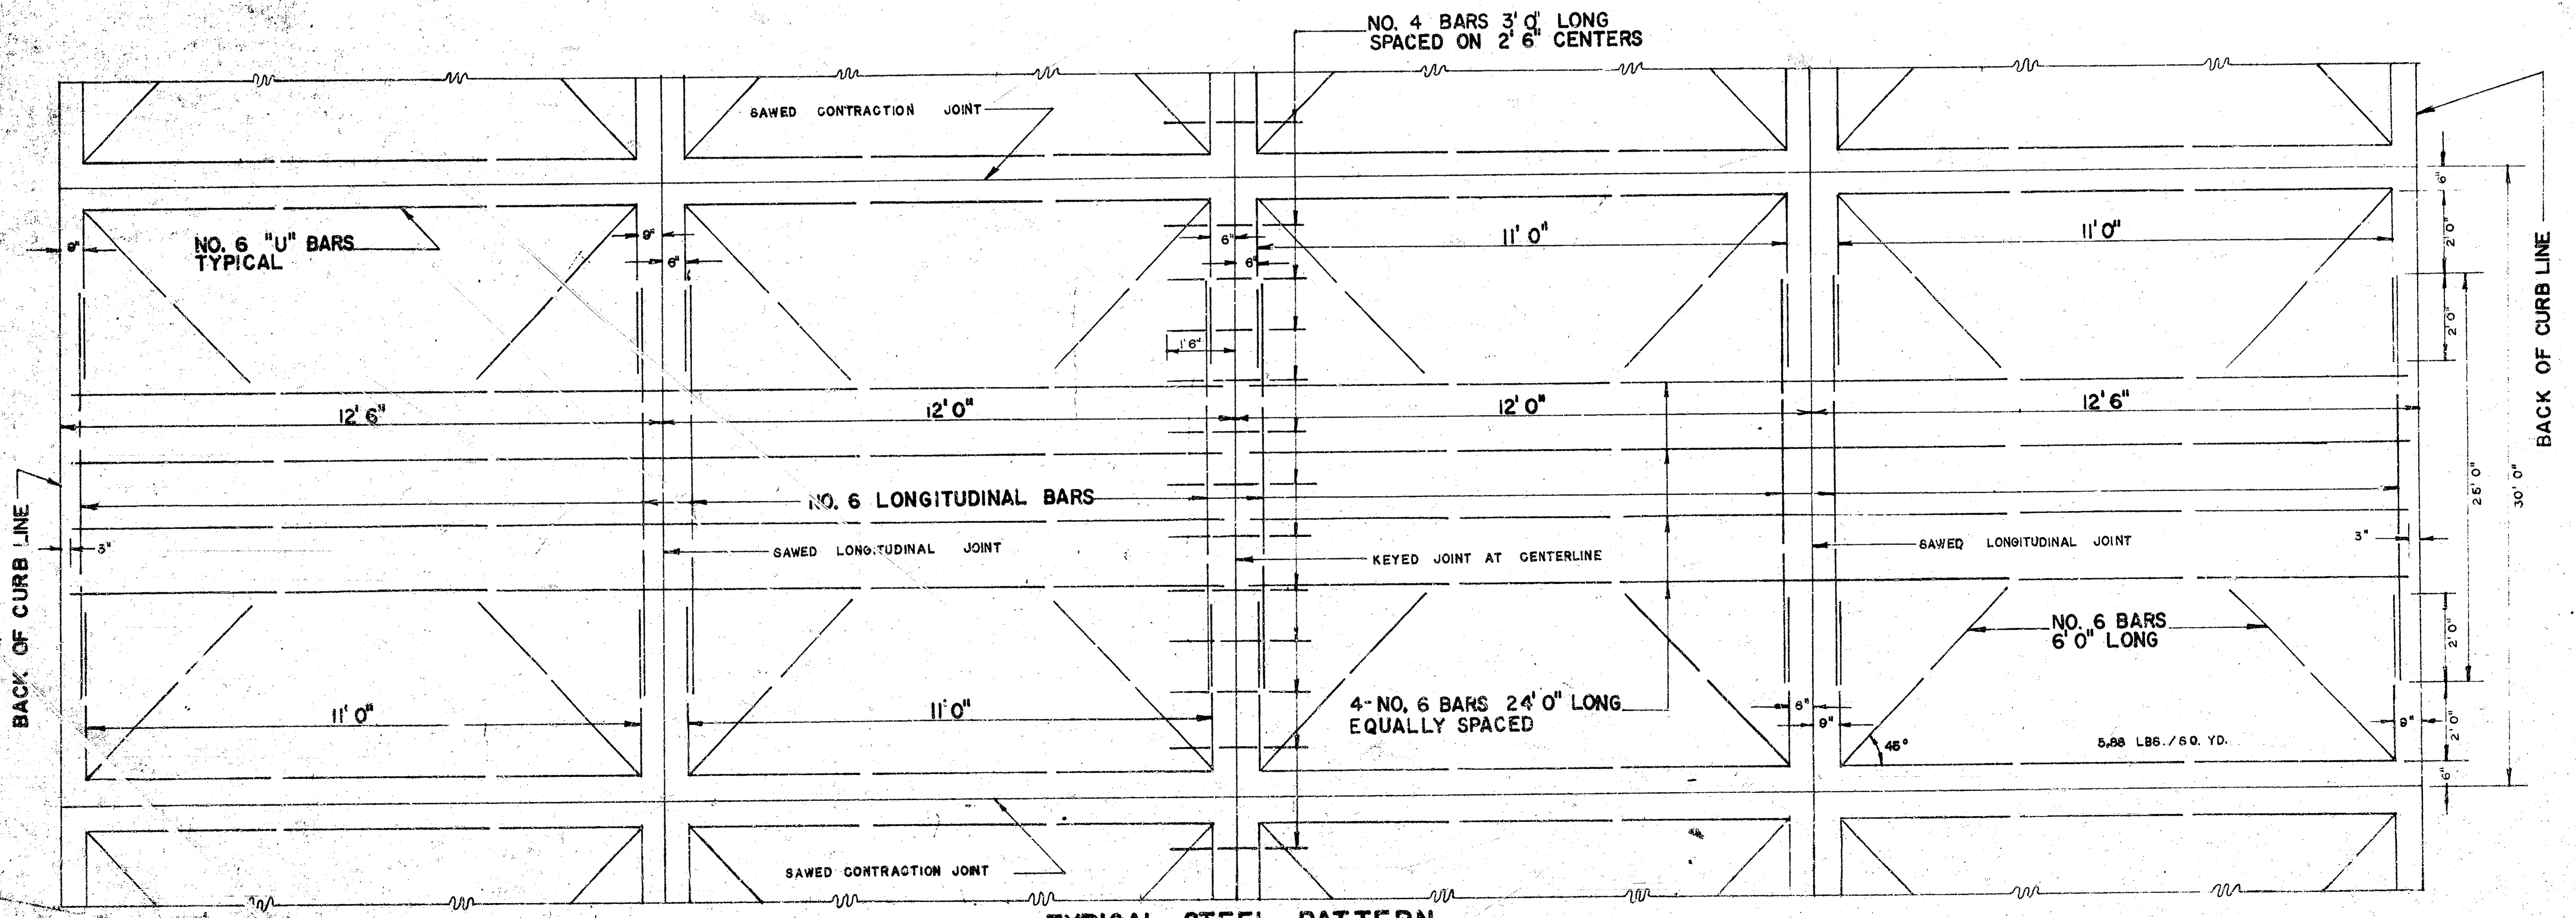 NO. 4 BARS 3' 0" LONG
SPACED ON 2' 6" CENTERS
SAWED CONTRACTION JOINT
NO. 6 "U" BARS
TYPICAL
9"
9"
6"
6"
6"
11' 0"
11' 0"
6"
2' 0"
2' 0"
1' 6"
12' 6"
12' 0"
12' 0"
12' 6"
BACK OF CURB LINE
25' 0"
30' 0"
NO. 6 LONGITUDINAL BARS
3"
SAWED LONGITUDINAL JOINT
KEYED JOINT AT CENTERLINE
SAWED LONGITUDINAL JOINT
3"
BACK OF CURB LINE
NO. 6 BARS
6' 0" LONG
2' 0"
11' 0"
11' 0"
4-NO. 6 BARS 24' 0" LONG
EQUALLY SPACED
6"
9"
45°
5.88 LBS./SQ. YD.
9"
2' 0"
6"
SAWED CONTRACTION JOINT
TYPICAL STEEL PATTERN